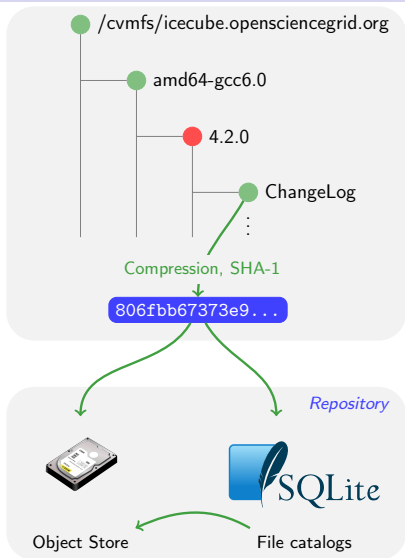 /cvmfs/icecube.opensciencegrid.org
amd64-gcc6.0
4.2.0
ChangeLog
⋮
Compression, SHA-1
806fbb67373e9...
Repository
SQLite
Object Store
File catalogs